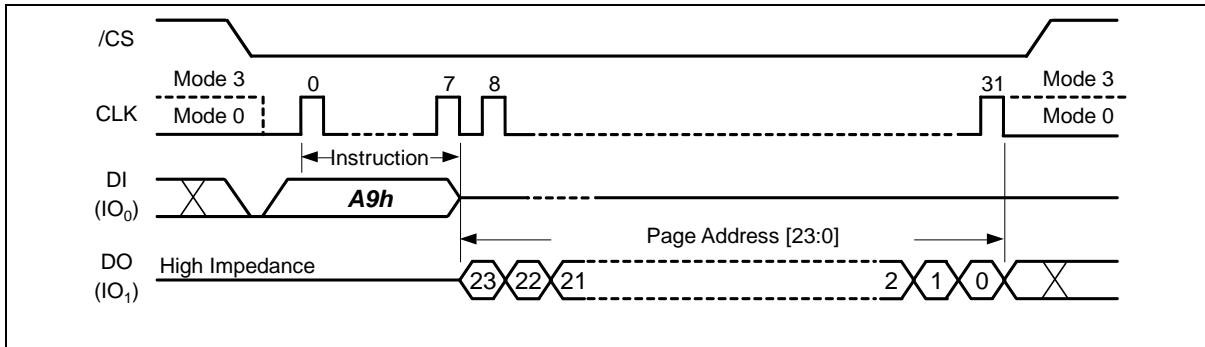 /CS
Mode 3 0 7 8 31 Mode 3
CLK Mode 0 Mode 0
Instruction
DI
(IO0) A9h
Page Address [23:0]
DO High Impedance
(IO1) 23 22 21 2 1 0